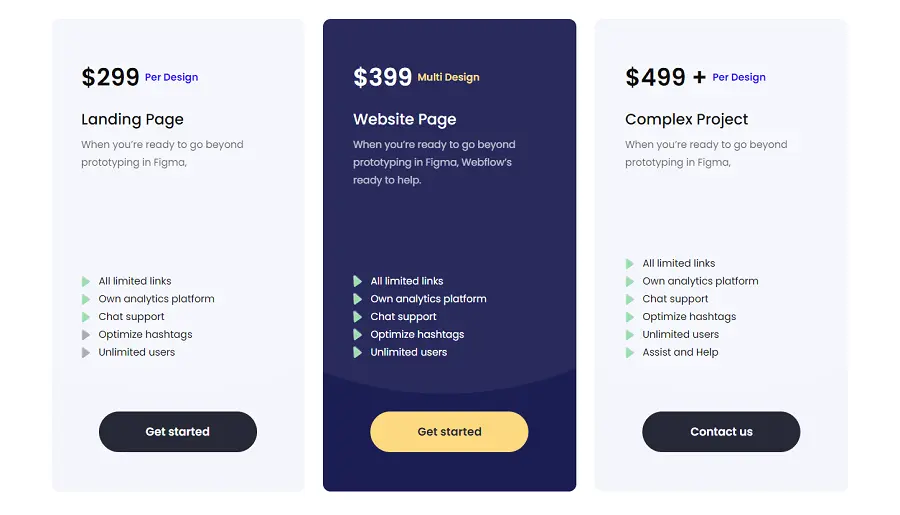 $299 Per Design
Landing Page
When you're ready to go beyond
prototyping in Figma,
All limited links
Own analytics platform
Chat support
Optimize hashtags
Unlimited users
Get started
$399 Multi Design
Website Page
When you're ready to go beyond
prototyping in Figma, Webflow's
ready to help.
All limited links
Own analytics platform
Chat support
Optimize hashtags
Unlimited users
Get started
$499 + Per Design
Complex Project
When you're ready to go beyond
prototyping in Figma,
All limited links
Own analytics platform
Chat support
Optimize hashtags
Unlimited users
Assist and Help
Contact us